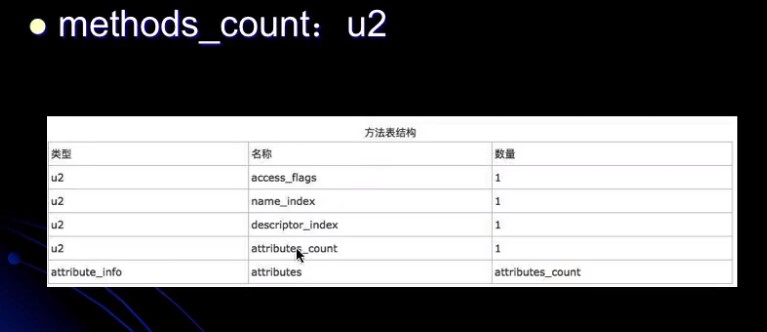 methods_count: u2
方法表结构
类型 名称 数量
u2 access_flags 1
u2 name_index 1
u2 descriptor_index 1
u2 attributes_count 1
attribute_info attributes attributes_count